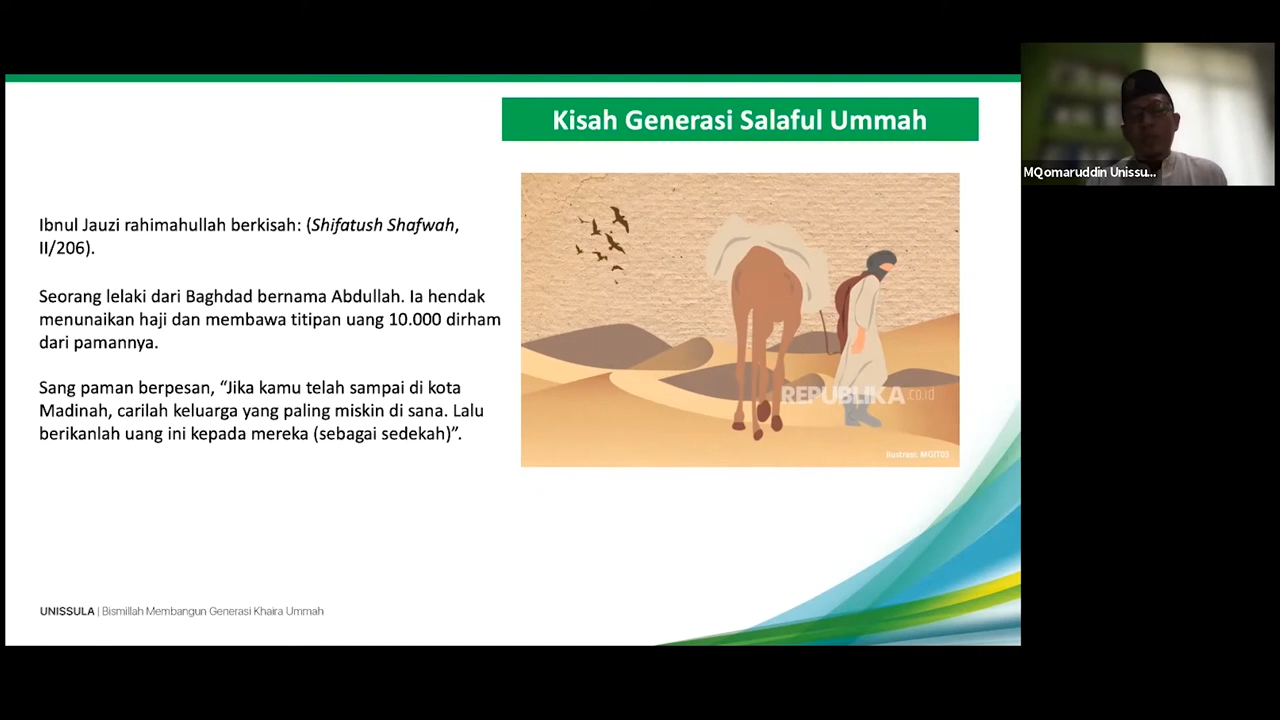 Kisah Generasi Salaful Ummah
MQomaruddin Unissu...
Ibnul Jauzi rahimahullah berkisah: (Shifatush Shafwah,
II/206).
Seorang lelaki dari Baghdad bernama Abdullah. Ia hendak
menunaikan haji dan membawa titipan uang 10.000 dirham
dari pamannya.
Sang paman berpesan, “Jika kamu telah sampai di kota
Madinah, carilah keluarga yang paling miskin di sana. Lalu
berikanlah uang ini kepada mereka (sebagai sedekah)”.
REPUBLIKA.co.id
Ilustrasi: MGIT03
UNISSULA | Bismillah Membangun Generasi Khaira Ummah